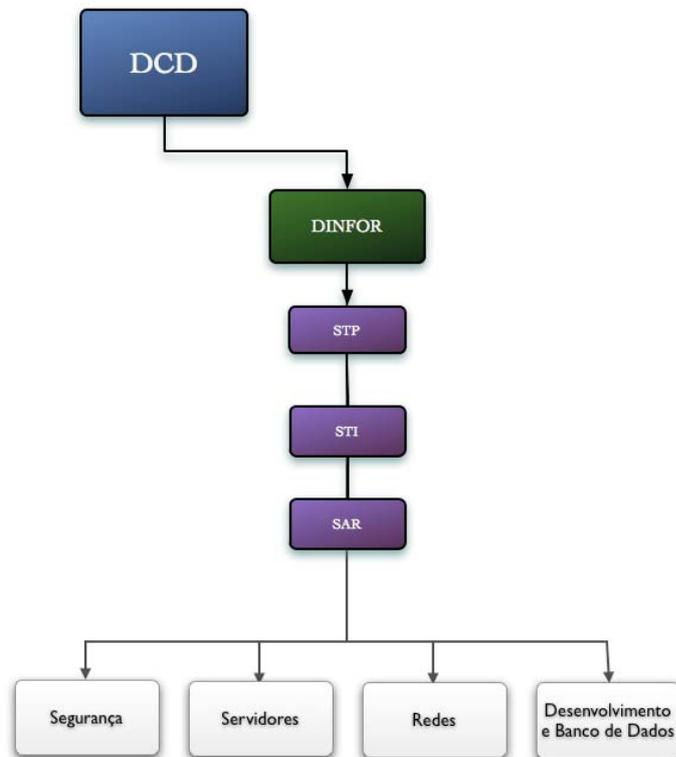 DCD
DINFOR
STP
STI
SAR
Segurança
Servidores
Redes
Desenvolvimento
e Banco de Dados